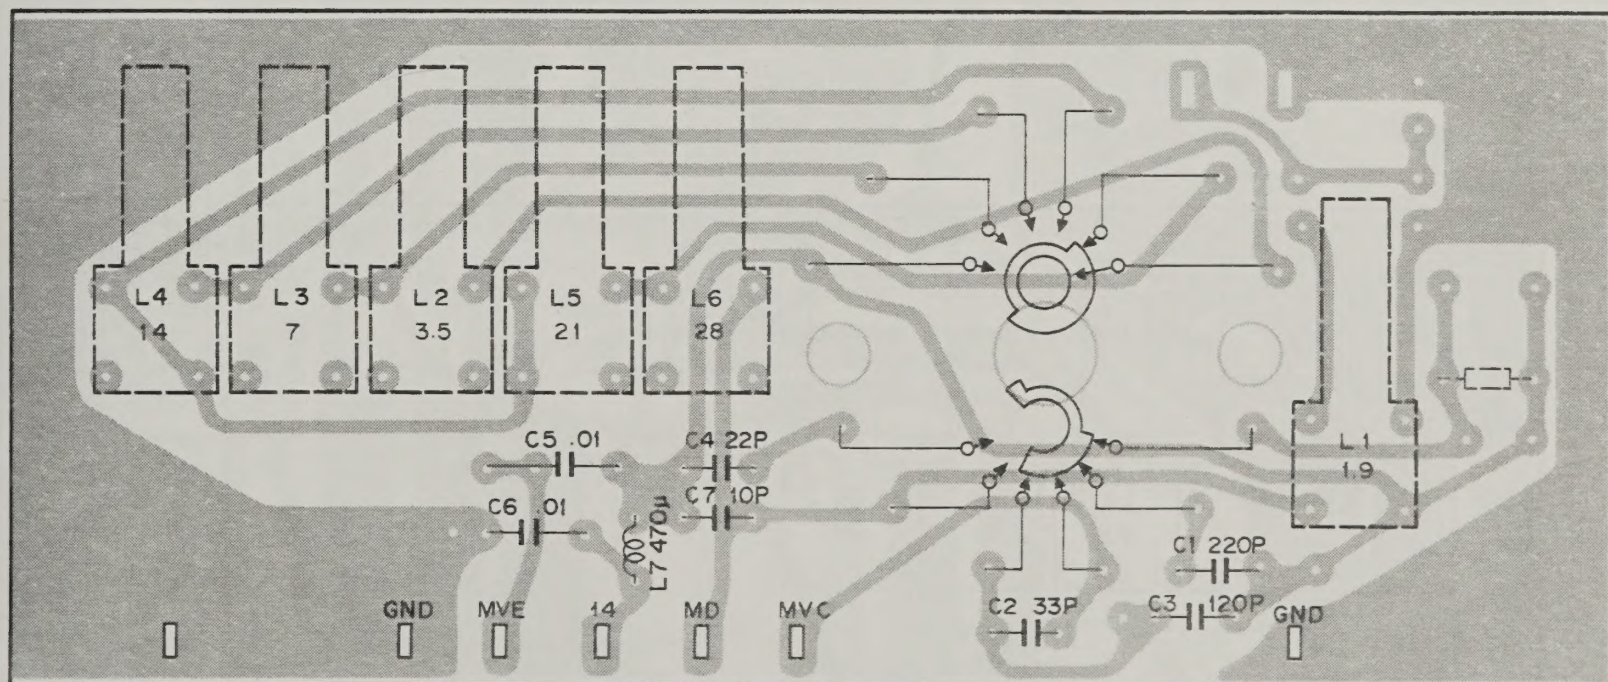 L4
14
L3
7
L2
3.5
L5
21
L6
28
L1
1.9
C5 .01
C4 22P
C6 .01
C7 10P
L7 470μ
C1 220P
C2 33P
C3 120P
GND
MVE
14
MD
MVC
GND